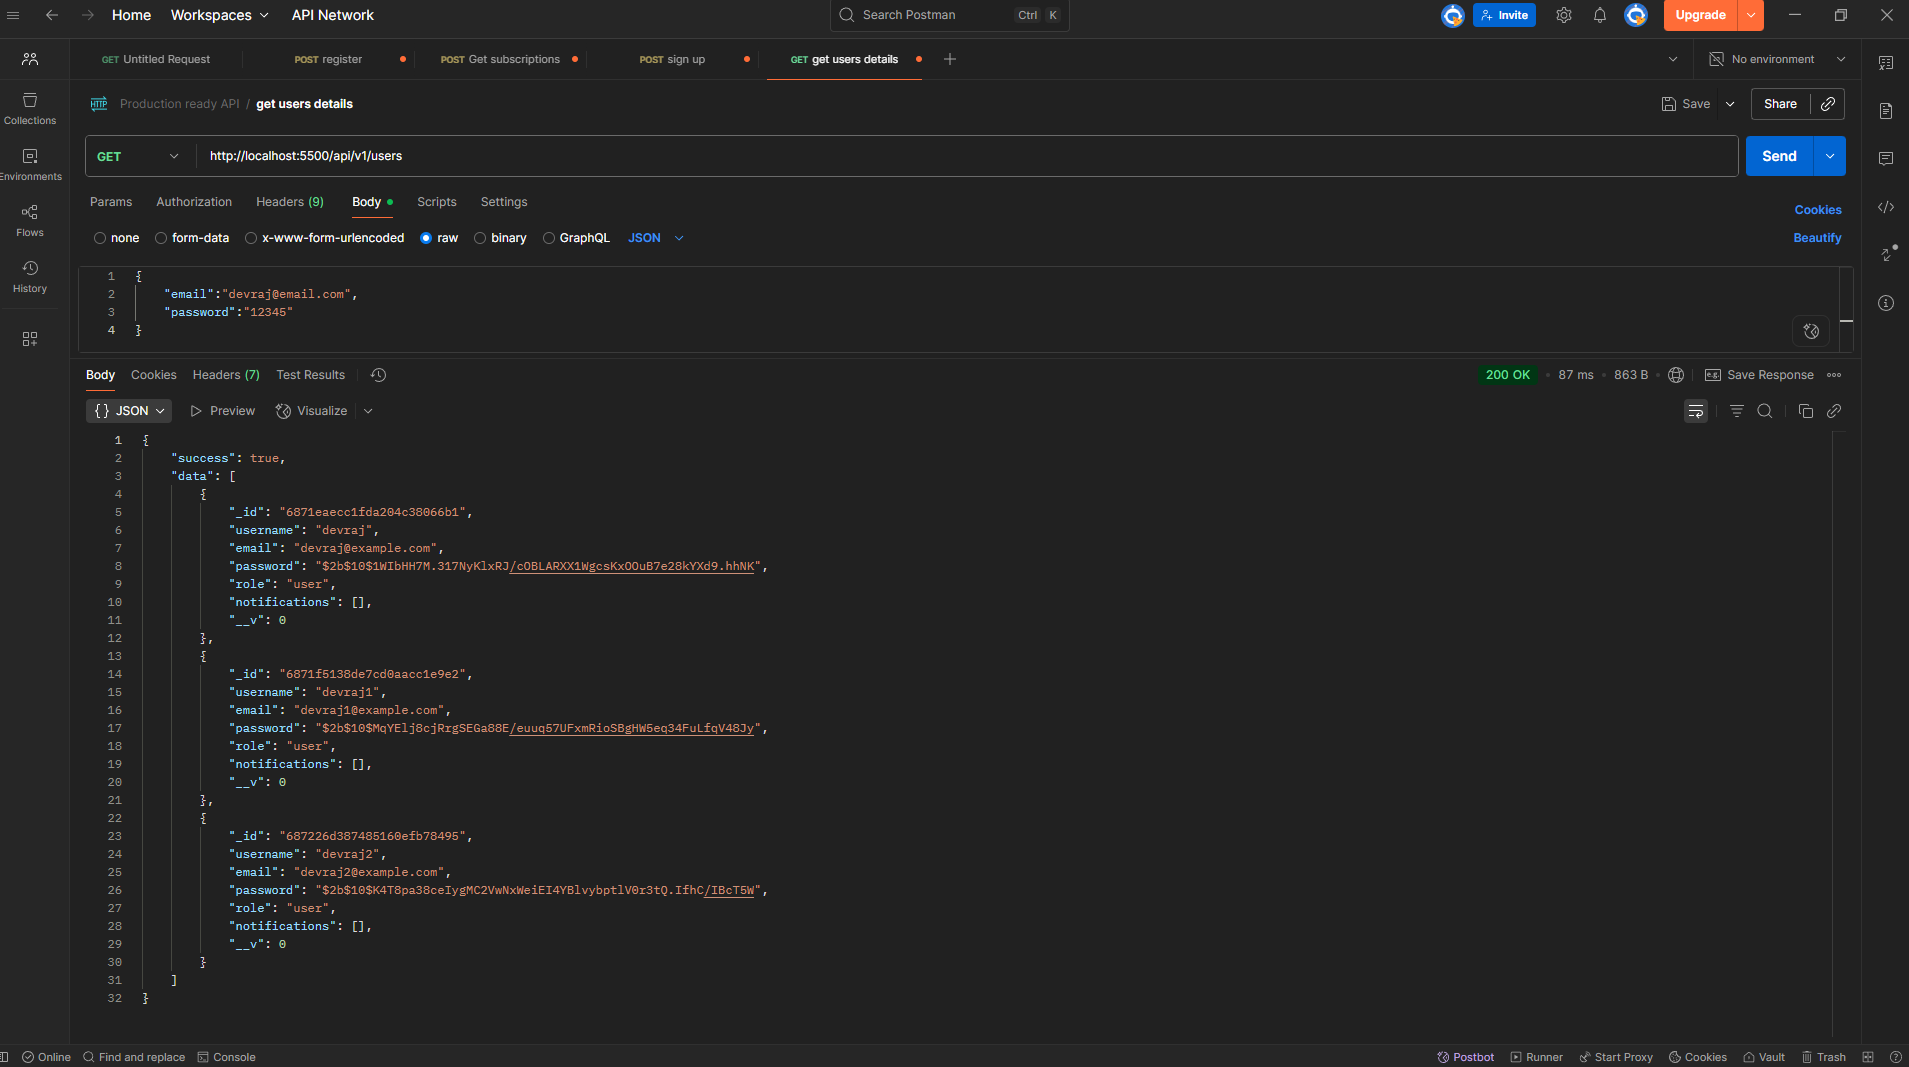 Home Workspaces API Network Search Postman Ctrl K Invite Upgrade
GET Untitled Request POST register POST Get subscriptions POST sign up GET get users details No environment
HTTP Production ready API / get users details Save Share
GET http://localhost:5500/api/v1/users Send
Collections
Environments
Flows
History
Params Authorization Headers (9) Body Scripts Settings Cookies
none form-data x-www-form-urlencoded raw binary GraphQL JSON Beautify
1 {
2 "email":"devraj@email.com",
3 "password":"12345"
4 }
Body Cookies Headers (7) Test Results 200 OK 87 ms 863 B e.g. Save Response
{} JSON Preview Visualize
1 {
2 "success": true,
3 "data": [
4 {
5 "_id": "6871eaecc1fda204c38066b1",
6 "username": "devraj",
7 "email": "devraj@example.com",
8 "password": "$2b$10$1WIbHH7M.317NyKlxRJ/cOBLARXX1WgcsKxOOuB7e28kYXd9.hhNK",
9 "role": "user",
10 "notifications": [],
11 "__v": 0
12 },
13 {
14 "_id": "6871f5138de7cd0aacc1e9e2",
15 "username": "devraj1",
16 "email": "devraj1@example.com",
17 "password": "$2b$10$MqYElj8cjRrgSEGa88E/euuq57UFxmRioSBgHW5eq34FuLfqV48Jy",
18 "role": "user",
19 "notifications": [],
20 "__v": 0
21 },
22 {
23 "_id": "687226d387485160efb78495",
24 "username": "devraj2",
25 "email": "devraj2@example.com",
26 "password": "$2b$10$K4T8pa38ceIygMC2VwNxWeiEI4YBlvybptlV0r3tQ.IfhC/IBcT5W",
27 "role": "user",
28 "notifications": [],
29 "__v": 0
30 }
31 ]
32 }
Online Find and replace Console Postbot Runner Start Proxy Cookies Vault Trash